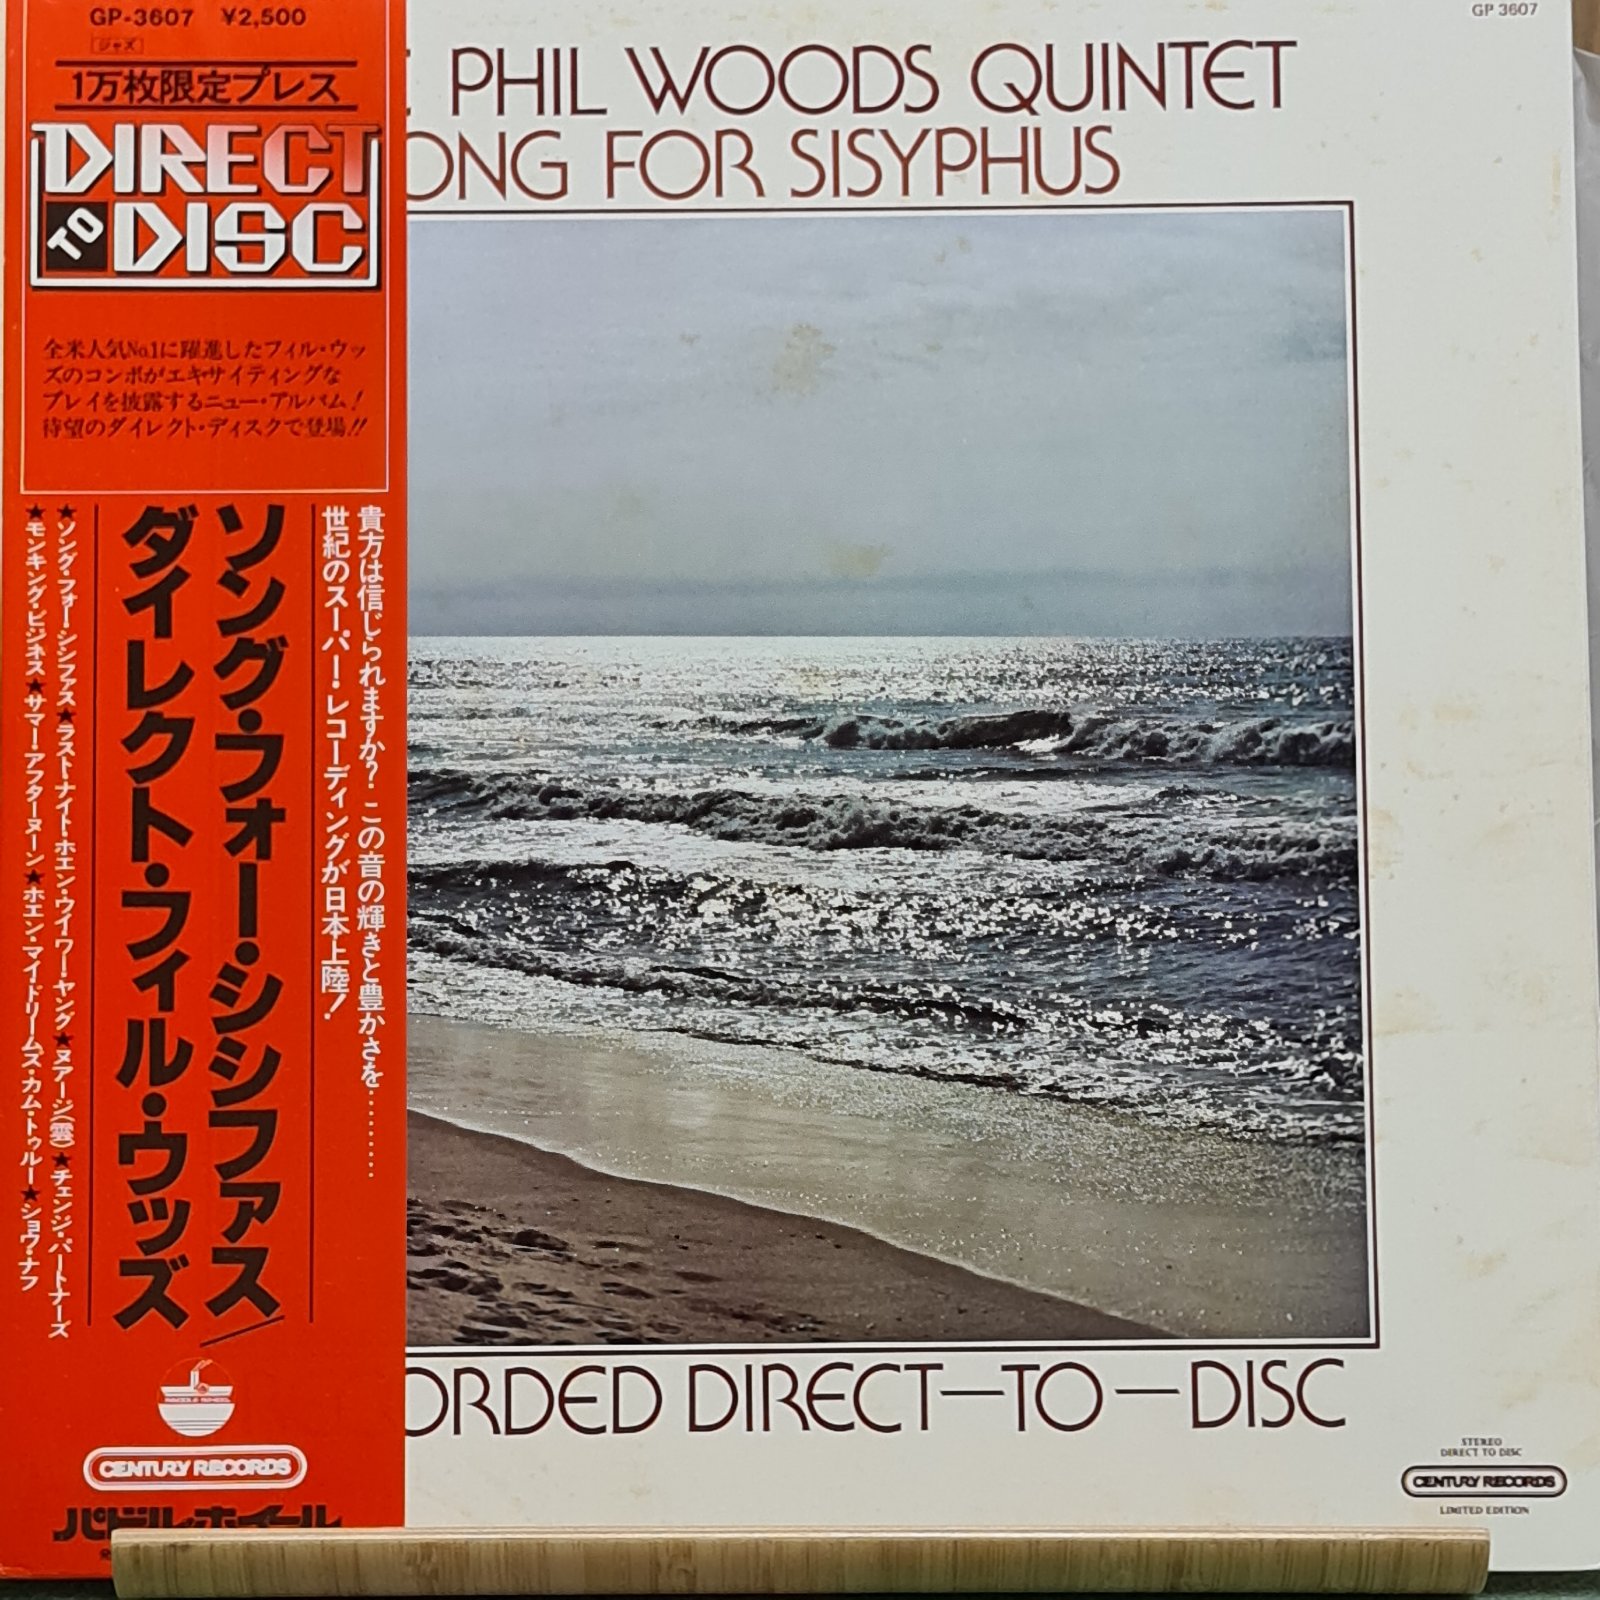 GP-3607 ¥2,500
ジャズ
1万枚限定プレス
DIRECT
TO DISC
全米人気No.1に躍進したフィル・ウッ
ズのコンボがエキサイティングな
プレイを披露するニュー・アルバム!
待望のダイレクト・ディスクで登場!!
貴方は信じられますか? この音の輝きと豊かさを…………
世紀のスーパー・レコーディングが日本上陸!
ソング・フォー・シシファス/
ダイレクト・フィル・ウッズ
★ソング・フォー・シシファス★ラスト・ナイト・ホエン・ウイ・ワー・ヤング★ヌアージ(雲)★チェンジ・パートナーズ
★モンキング・ビジネス★サマー・アフターヌーン★ホエン・マイ・ドリームズ・カム・トゥルー★ショウ・ナフ
PADDLE WHEEL
CENTURY RECORDS
パドル・ホイール
GP 3607
E PHIL WOODS QUINTET
ONG FOR SISYPHUS
ORDED DIRECT—TO—DISC
STEREO
DIRECT TO DISC
CENTURY RECORDS
LIMITED EDITION